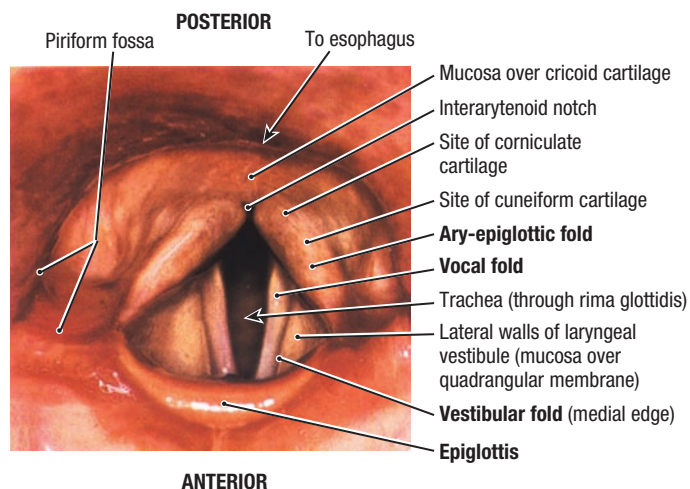 POSTERIOR
Piriform fossa
To esophagus
Mucosa over cricoid cartilage
Interarytenoid notch
Site of corniculate
cartilage
Site of cuneiform cartilage
Ary-epiglottic fold
Vocal fold
Trachea (through rima glottidis)
Lateral walls of laryngeal
vestibule (mucosa over
quadrangular membrane)
Vestibular fold (medial edge)
Epiglottis
ANTERIOR